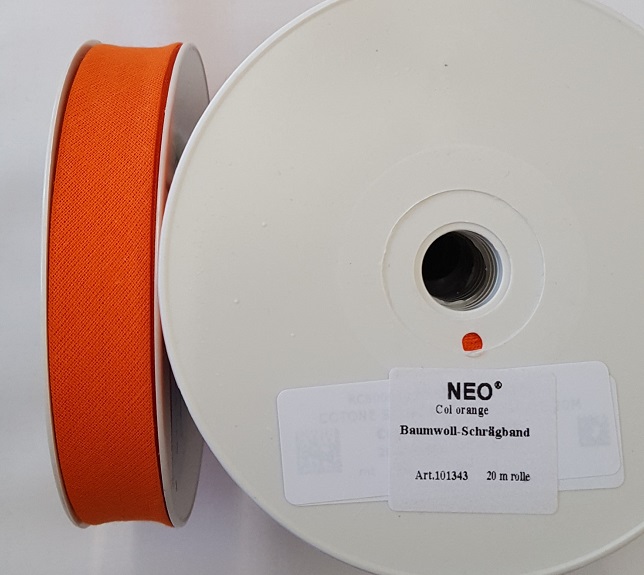 NEO®
Col orange
Baumwoll-Schrägband
Art.101343 20 m rolle